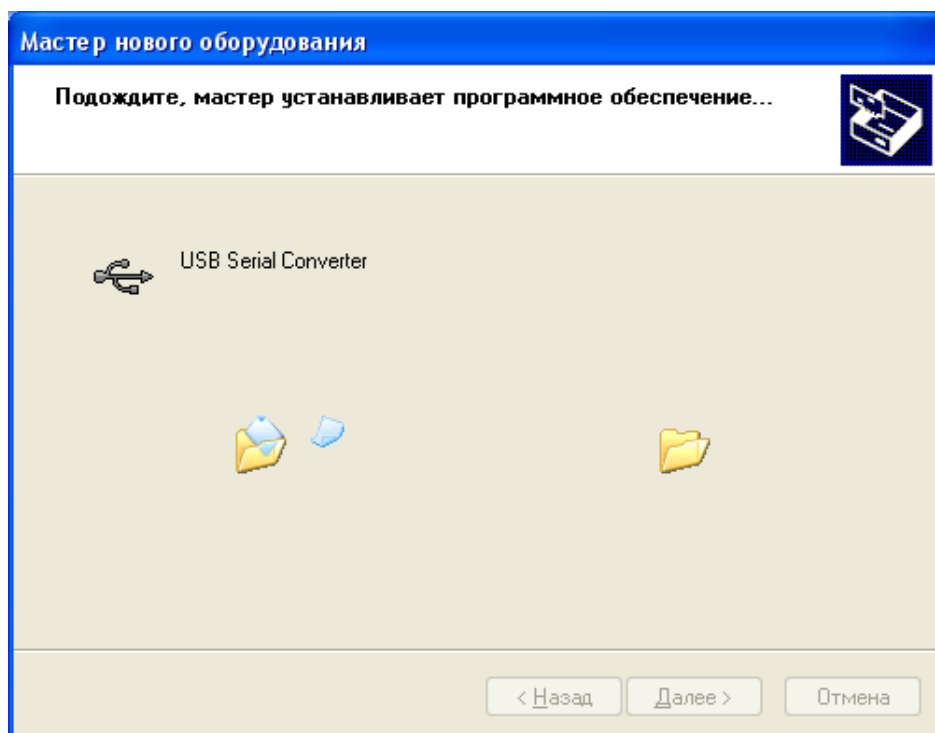 Мастер нового оборудования
Подождите, мастер устанавливает программное обеспечение...
USB Serial Converter
< Назад
Далее >
Отмена